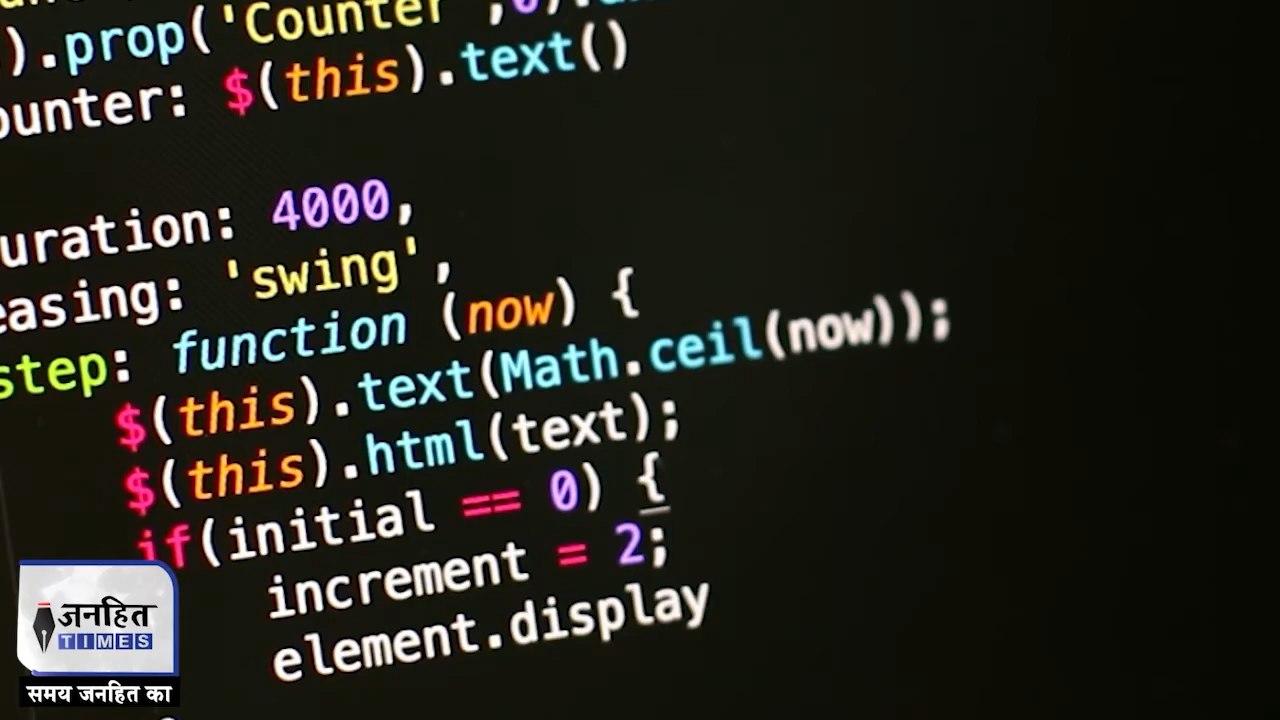 ).prop('Counter',0).
ounter: $(this).text()
uration: 4000,
easing: 'swing',
step: function (now) {
$(this).text(Math.ceil(now));
$(this).html(text);
if(initial == 0) {
increment = 2;
element.display
जनहित
TIMES
समय जनहित का